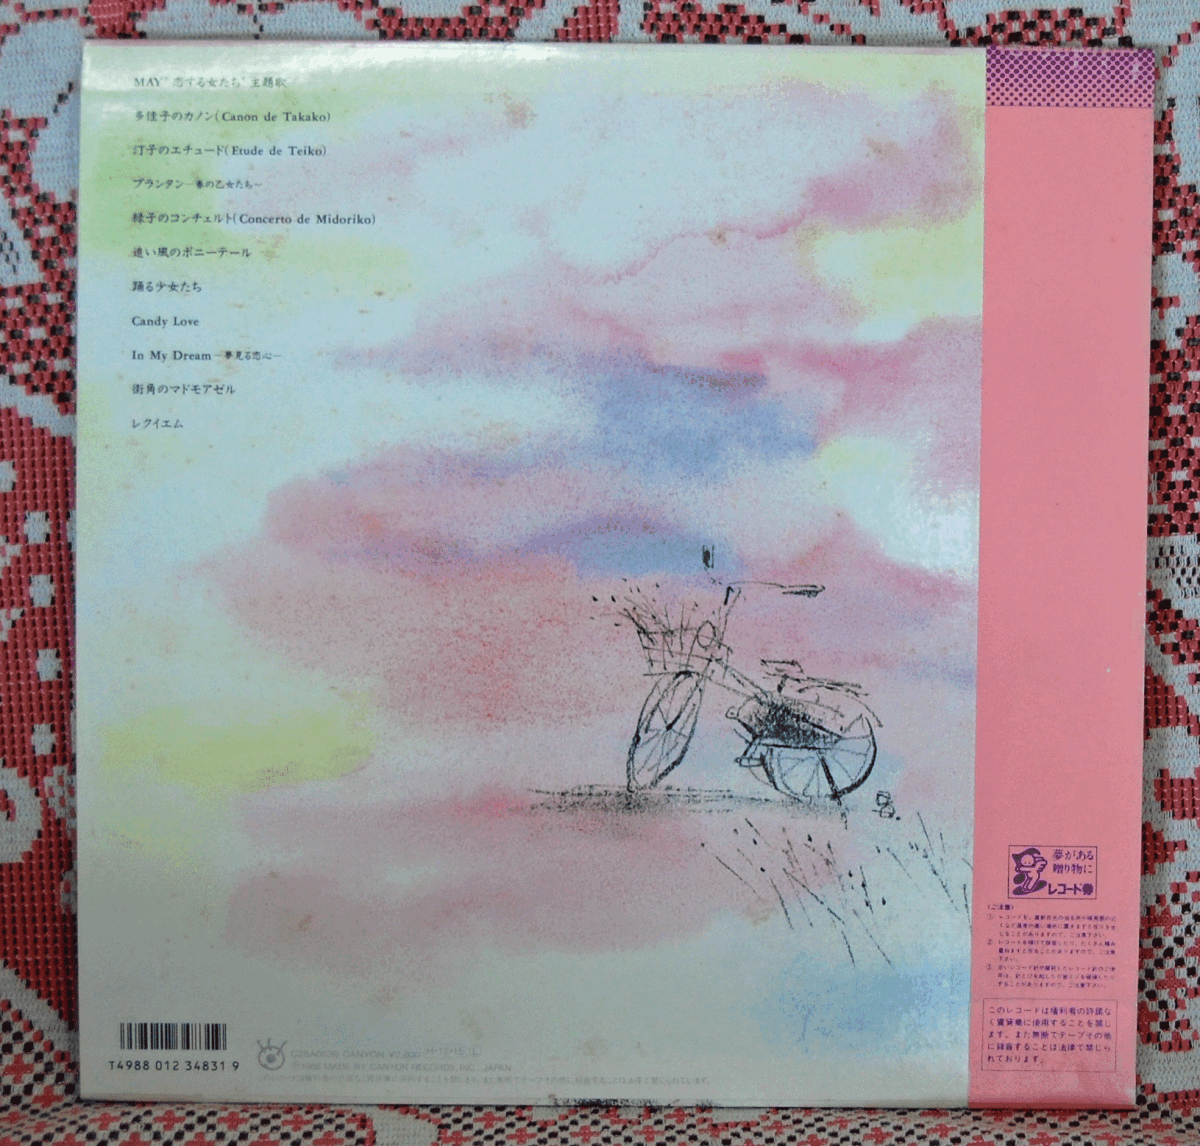 MAY"恋する女たち"主題歌
多佳子のカノン(Canon de Takako)
汀子のエチュード(Etude de Teiko)
プランタン—春の乙女たち—
緑子のコンチェルト(Concerto de Midoriko)
追い風のポニーテール
踊る少女たち
Candy Love
In My Dream—夢見る恋心—
街角のマドモアゼル
レクイエム
T4988 012 34831 9
CANYON ¥2,800
MADE BY CANYON RECORDS, INC. JAPAN
夢がある
贈り物に
レコード券
〈ご注意〉
このレコードは権利者の許諾な
く賃貸業に使用することを禁じ
ます。また無断でテープその他
に録音することは法律で禁じら
れております。